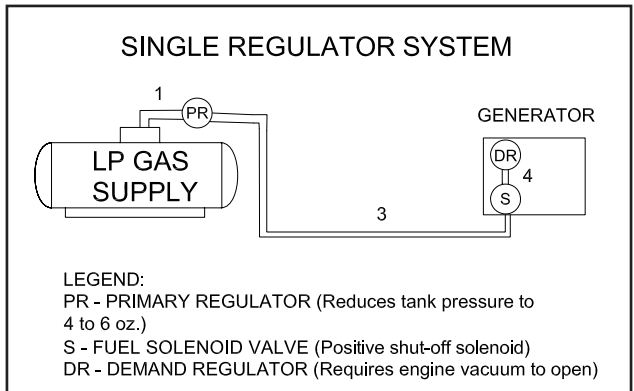 SINGLE REGULATOR SYSTEM
1
PR
GENERATOR
LP GAS
SUPPLY
DR
4
S
3
LEGEND:
PR - PRIMARY REGULATOR (Reduces tank pressure to
4 to 6 oz.)
S - FUEL SOLENOID VALVE (Positive shut-off solenoid)
DR - DEMAND REGULATOR (Requires engine vacuum to open)